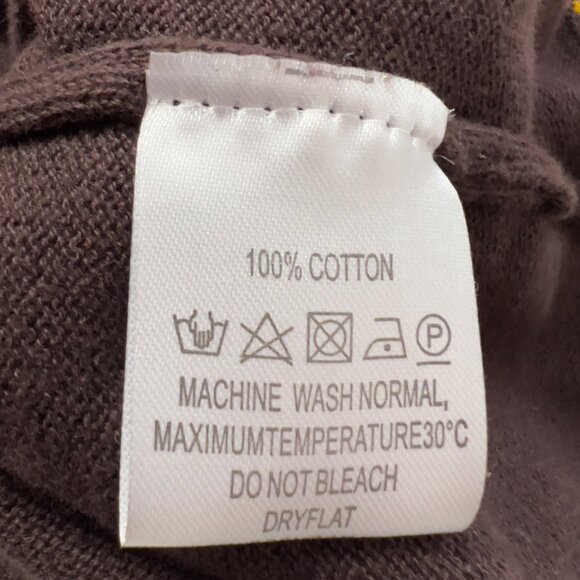 100% COTTON
P
MACHINE WASH NORMAL,
MAXIMUMTEMPERATURE30°C
DO NOT BLEACH
DRYFLAT